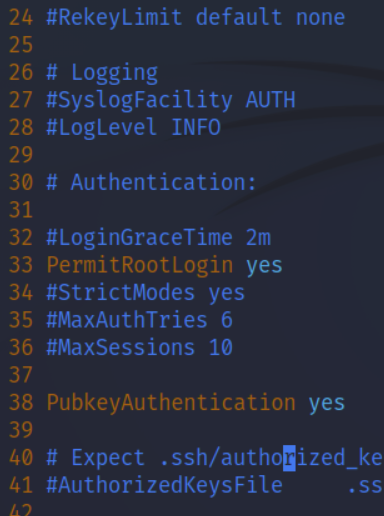 24 #RekeyLimit default none
25
26 # Logging
27 #SyslogFacility AUTH
28 #LogLevel INFO
29
30 # Authentication:
31
32 #LoginGraceTime 2m
33 PermitRootLogin yes
34 #StrictModes yes
35 #MaxAuthTries 6
36 #MaxSessions 10
37
38 PubkeyAuthentication yes
39
40 # Expect .ssh/authorized_ke
41 #AuthorizedKeysFile     .ss
42